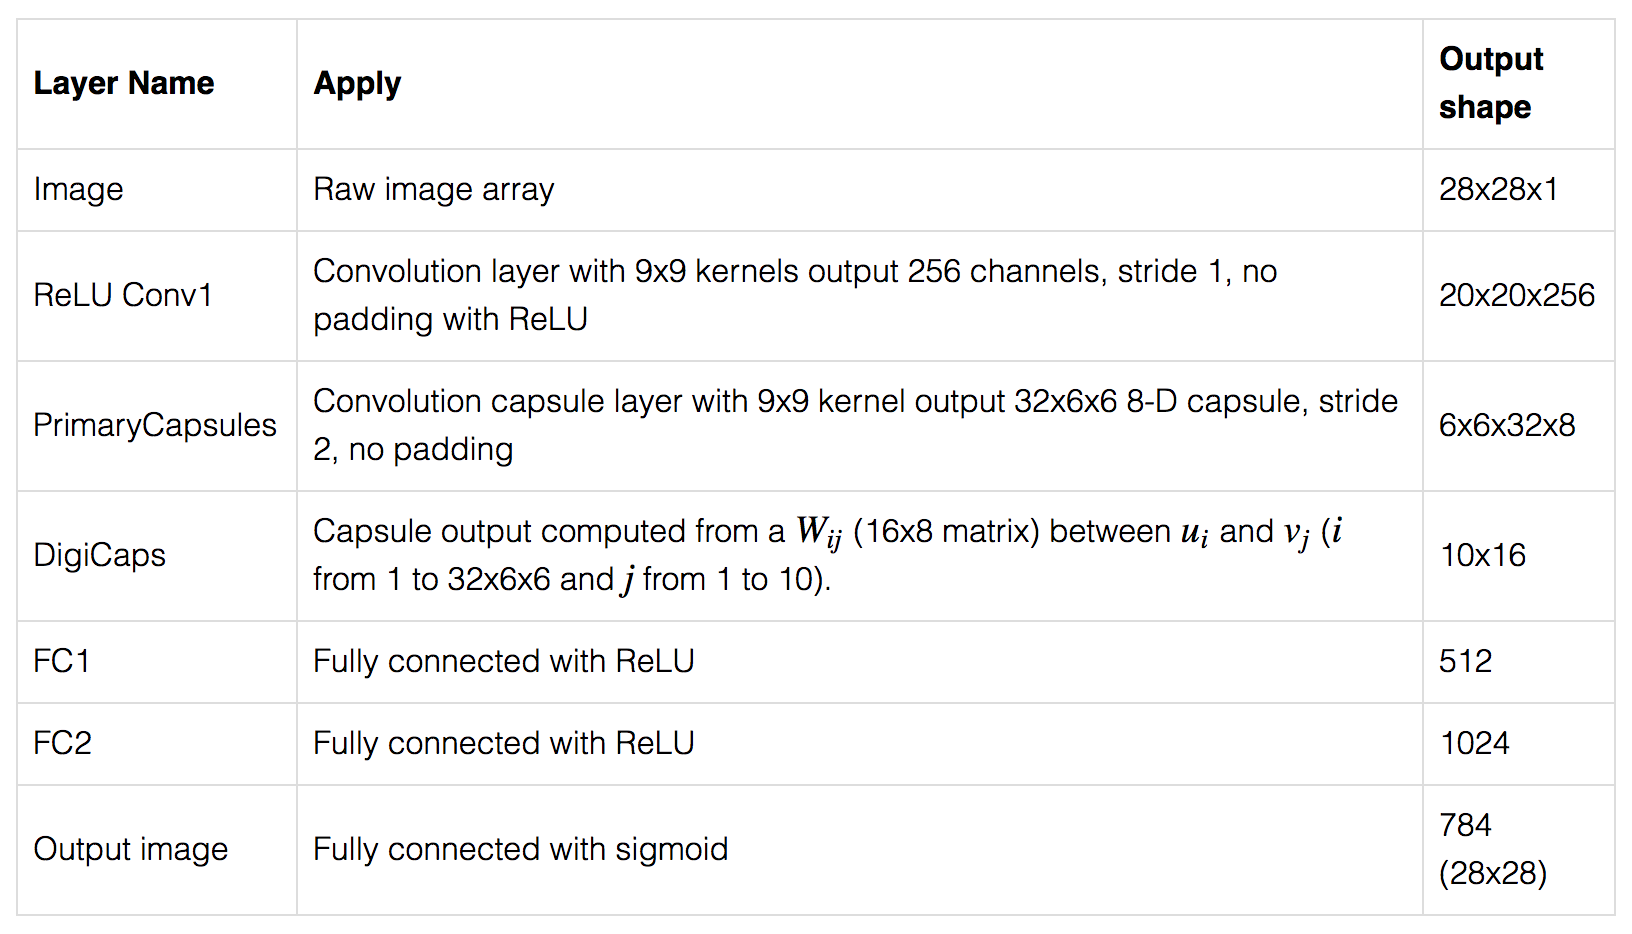 Layer Name
Apply
Output
shape
Image
Raw image array
28x28x1
ReLU Conv1
Convolution layer with 9x9 kernels output 256 channels, stride 1, no
padding with ReLU
20x20x256
PrimaryCapsules
Convolution capsule layer with 9x9 kernel output 32x6x6 8-D capsule, stride
2, no padding
6x6x32x8
DigiCaps
Capsule output computed from a W_{ij} (16x8 matrix) between u_i and v_j (i
from 1 to 32x6x6 and j from 1 to 10).
10x16
FC1
Fully connected with ReLU
512
FC2
Fully connected with ReLU
1024
Output image
Fully connected with sigmoid
784
(28x28)